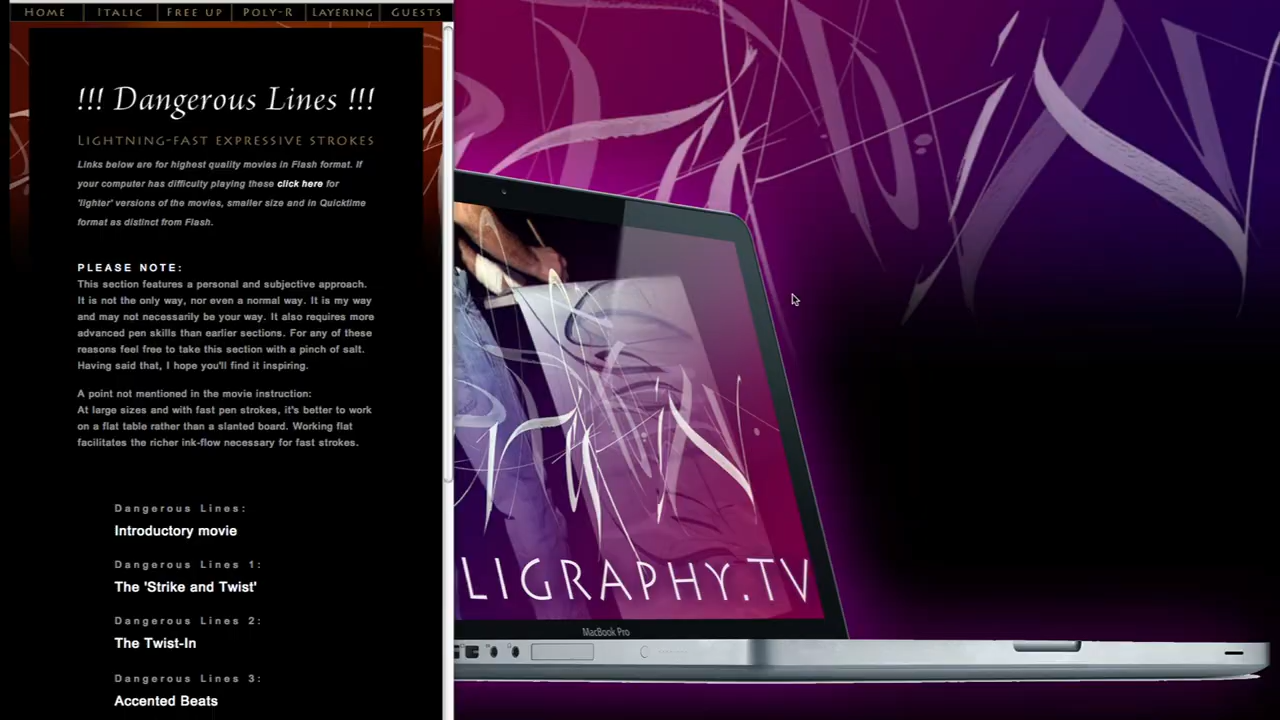 HOME ITALIC FREE UP POLY-R LAYERING GUESTS
!!! Dangerous Lines !!!
LIGHTNING-FAST EXPRESSIVE STROKES
Links below are for highest quality movies in Flash format. If
your computer has difficulty playing these click here for
'lighter' versions of the movies, smaller size and in Quicktime
format as distinct from Flash.
PLEASE NOTE:
This section features a personal and subjective approach.
It is not the only way, nor even a normal way. It is my way
and may not necessarily be your way. It also requires more
advanced pen skills than earlier sections. For any of these
reasons feel free to take this section with a pinch of salt.
Having said that, I hope you'll find it inspiring.
A point not mentioned in the movie instruction:
At large sizes and with fast pen strokes, it's better to work
on a flat table rather than a slanted board. Working flat
facilitates the richer ink-flow necessary for fast strokes.
Dangerous Lines:
Introductory movie
Dangerous Lines 1:
The 'Strike and Twist'
Dangerous Lines 2:
The Twist-In
Dangerous Lines 3:
Accented Beats
LIGRAPHY.TV
MacBook Pro